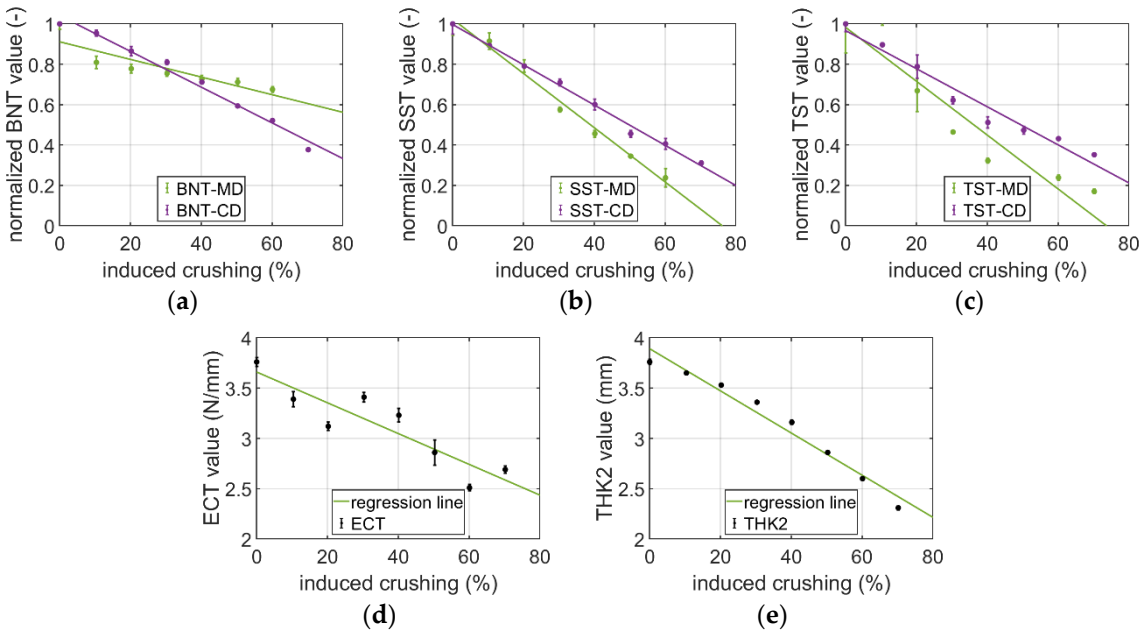 normalized BNT value (-)
1
0.8
0.6
0.4
0.2
0
BNT-MD
BNT-CD
0 20 40 60 80
induced crushing (%)
(a)
normalized SST value (-)
1
0.8
0.6
0.4
0.2
0
SST-MD
SST-CD
0 20 40 60 80
induced crushing (%)
(b)
normalized TST value (-)
1
0.8
0.6
0.4
0.2
0
TST-MD
TST-CD
0 20 40 60 80
induced crushing (%)
(c)
ECT value (N/mm)
4
3.5
3
2.5
2
regression line
ECT
0 20 40 60 80
induced crushing (%)
(d)
THK2 value (mm)
4
3.5
3
2.5
2
regression line
THK2
0 20 40 60 80
induced crushing (%)
(e)